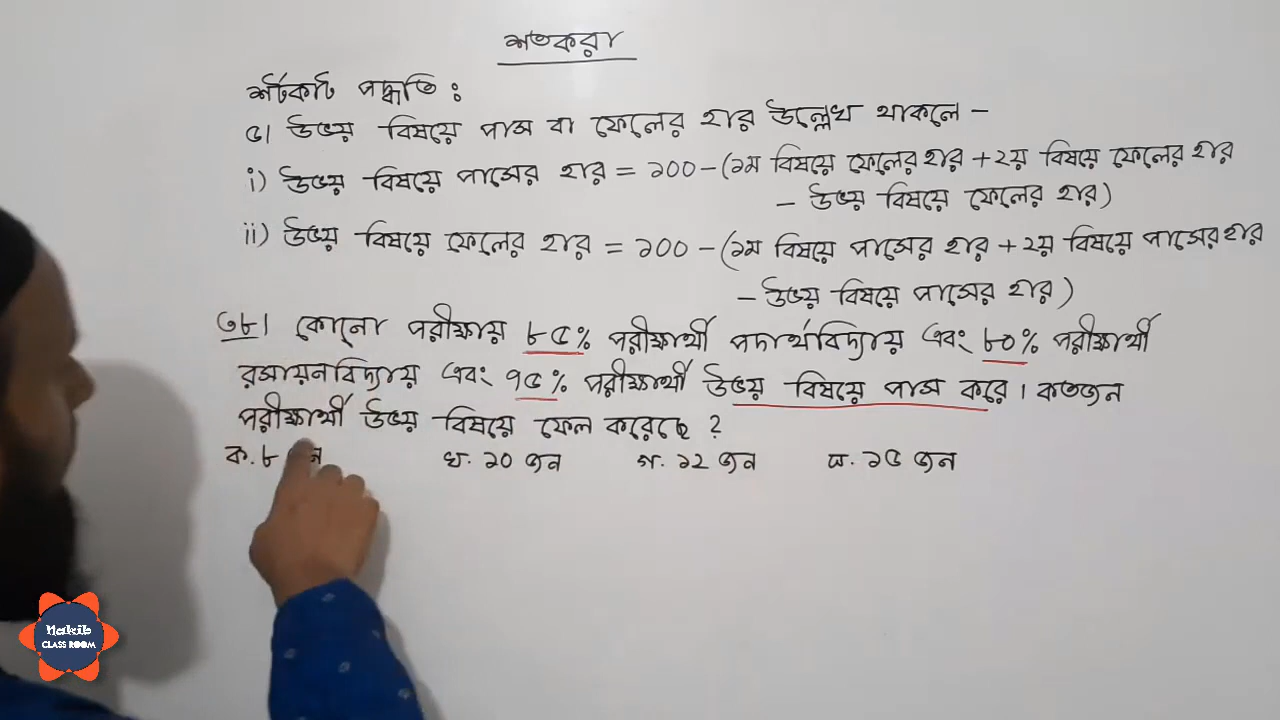 শতকরা
শর্টকাট পদ্ধতি :
৫। উভয় বিষয়ে পাস বা ফেলের হার উল্লেখ থাকলে -
i) উভয় বিষয়ে পাসের হার = ১০০ - (১ম বিষয়ে ফেলের হার + ২য় বিষয়ে ফেলের হার
- উভয় বিষয়ে ফেলের হার)
ii) উভয় বিষয়ে ফেলের হার = ১০০ - (১ম বিষয়ে পাসের হার + ২য় বিষয়ে পাসের হার
- উভয় বিষয়ে পাসের হার)
৩৮। কোনো পরীক্ষায় ৮৫% পরীক্ষার্থী পদার্থবিদ্যায় এবং ৮০% পরীক্ষার্থী
রসায়নবিদ্যায় এবং ৭৫% পরীক্ষার্থী উভয় বিষয়ে পাস করে। কতজন
পরীক্ষার্থী উভয় বিষয়ে ফেল করেছে ?
ক. ৮ খ. ১০ জন গ. ১২ জন ঘ. ১৫ জন
CLASS ROOM